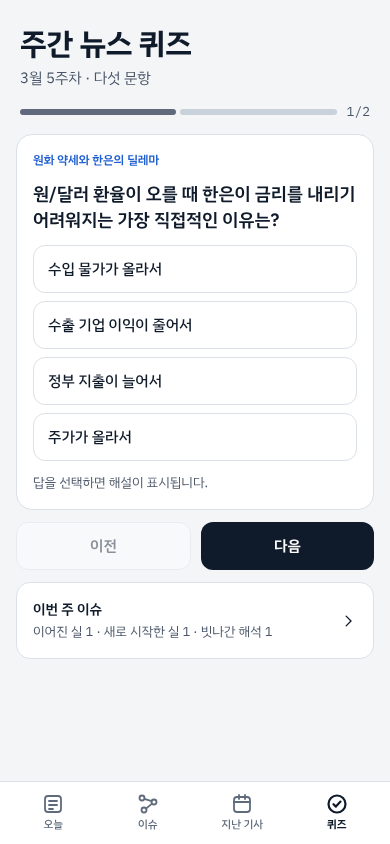 주간 뉴스 퀴즈
3월 5주차 · 다섯 문항
1/2
원화 약세와 한은의 딜레마
원/달러 환율이 오를 때 한은이 금리를 내리기
어려워지는 가장 직접적인 이유는?
수입 물가가 올라서
수출 기업 이익이 줄어서
정부 지출이 늘어서
주가가 올라서
답을 선택하면 해설이 표시됩니다.
이전
다음
이번 주 이슈
이어진 실 1 · 새로 시작한 실 1 · 빗나간 해석 1
오늘
이슈
지난 기사
퀴즈